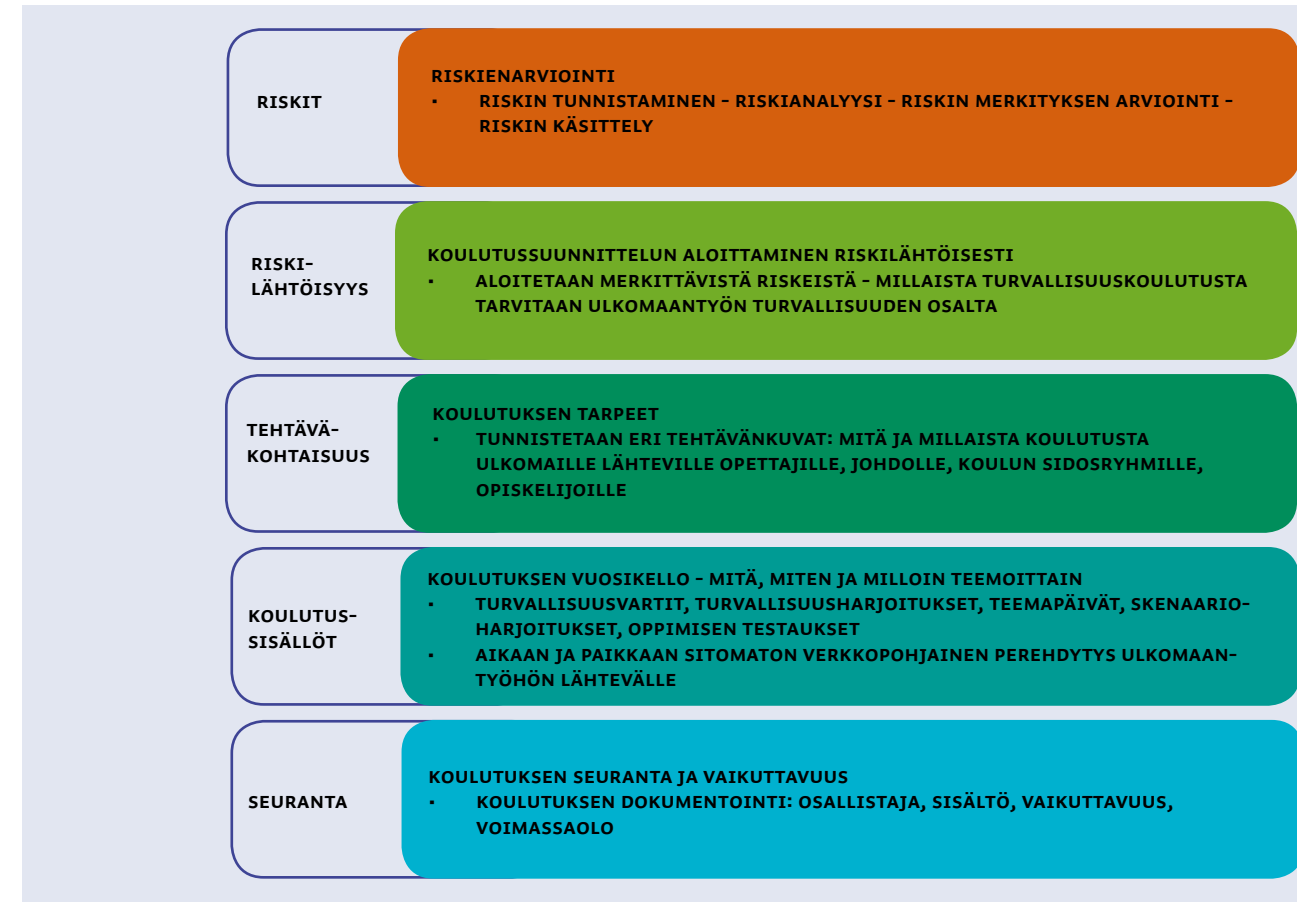 RISKIT
RISKIENARVIOINTI
▪ RISKIN TUNNISTAMINEN – RISKIANALYYSI – RISKIN MERKITYKSEN ARVIOINTI –
RISKIN KÄSITTELY
RISKI-
LÄHTÖISYYS
KOULUTUSSUUNNITTELUN ALOITTAMINEN RISKILÄHTÖISESTI
▪ ALOITETAAN MERKITTÄVISTÄ RISKEISTÄ – MILLAISTA TURVALLISUUSKOULUTUSTA
TARVITAAN ULKOMAANTYÖN TURVALLISUUDEN OSALTA
TEHTÄVÄ-
KOHTAISUUS
KOULUTUKSEN TARPEET
▪ TUNNISTETAAN ERI TEHTÄVÄNKUVAT: MITÄ JA MILLAISTA KOULUTUSTA
ULKOMAILLE LÄHTEVILLE OPETTAJILLE, JOHDOLLE, KOULUN SIDOSRYHMILLE,
OPISKELIJOILLE
KOULUTUS-
SISÄLLÖT
KOULUTUKSEN VUOSIKELLO – MITÄ, MITEN JA MILLOIN TEEMOITTAIN
▪ TURVALLISUUSVARTIT, TURVALLISUUSHARJOITUKSET, TEEMAPÄIVÄT, SKENAARIO-
HARJOITUKSET, OPPIMISEN TESTAUKSET
▪ AIKAAN JA PAIKKAAN SITOMATON VERKKOPOHJAINEN PEREHDYTYS ULKOMAAN-
TYÖHÖN LÄHTEVÄLLE
SEURANTA
KOULUTUKSEN SEURANTA JA VAIKUTTAVUUS
▪ KOULUTUKSEN DOKUMENTOINTI: OSALLISTAJA, SISÄLTÖ, VAIKUTTAVUUS,
VOIMASSAOLO